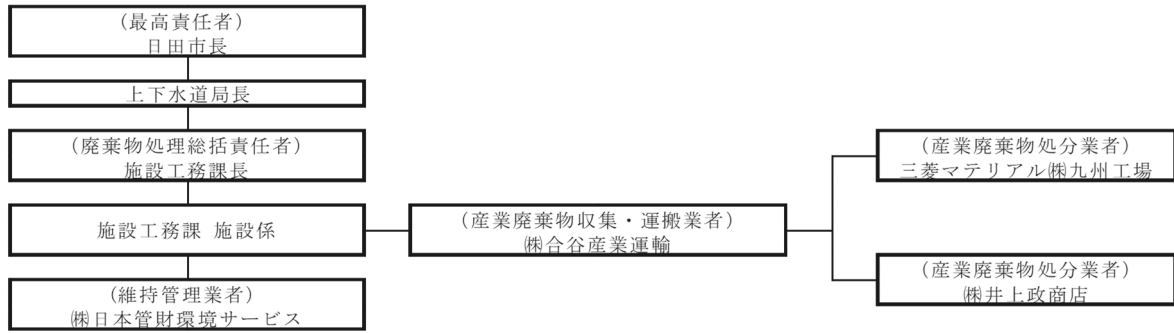 (最高責任者)
日田市長
上下水道局長
(廃棄物処理総括責任者)
施設工務課長
施設工務課 施設係
(維持管理業者)
㈱日本管財環境サービス
(産業廃棄物収集・運搬業者)
㈱合谷産業運輸
(産業廃棄物処分業者)
三菱マテリアル㈱九州工場
(産業廃棄物処分業者)
㈱井上政商店